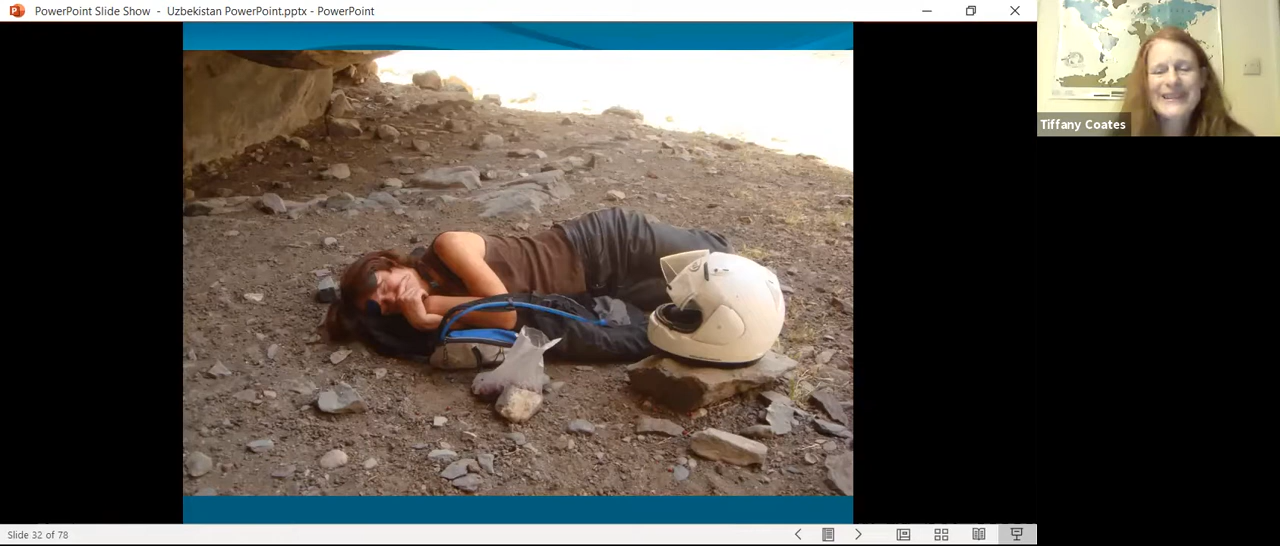 PowerPoint Slide Show - Uzbekistan PowerPoint.pptx - PowerPoint
Tiffany Coates
Slide 32 of 78